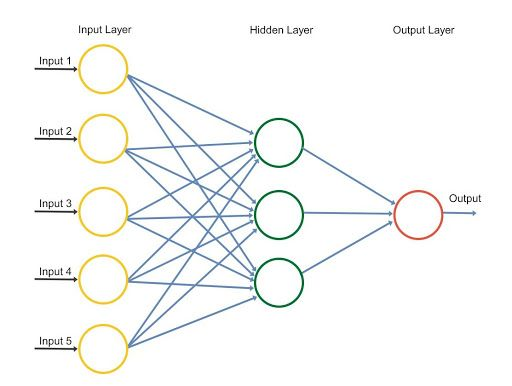 Input Layer
Hidden Layer
Output Layer
Input 1
Input 2
Input 3
Input 4
Input 5
Output